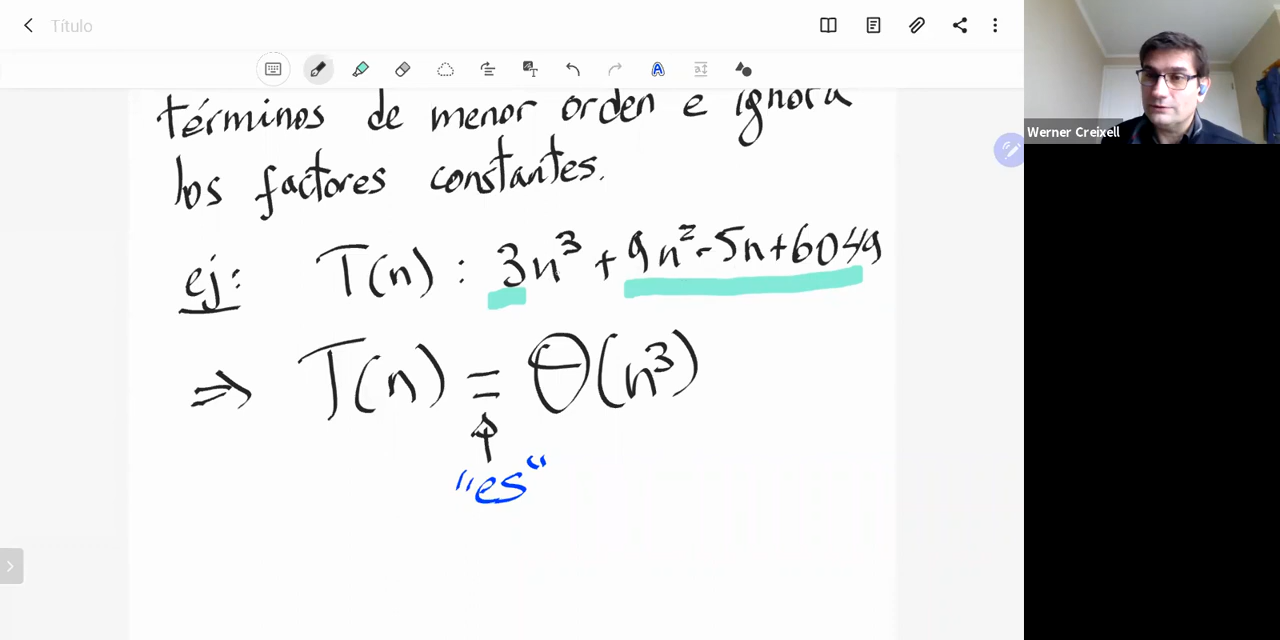 Título
términos de menor orden e ignora
los factores constantes.
ej: T(n) : 3n³ + 9n² - 5n + 6049
⇒ T(n) = Θ(n³)
↑
"es"
Werner Creixell